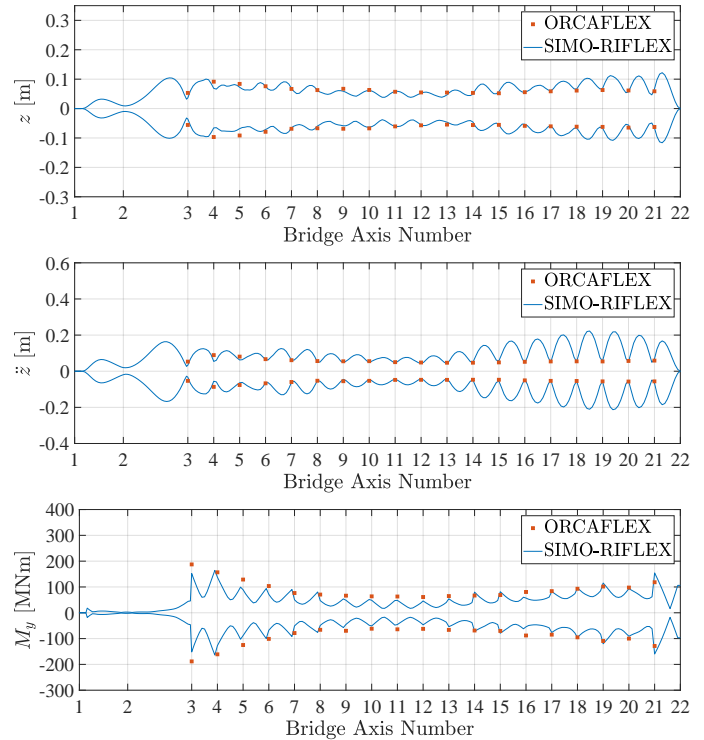 ORCAFLEX
SIMO-RIFLEX
0.3
0.2
0.1
0
-0.1
-0.2
-0.3
z [m]
1 2 3 4 5 6 7 8 9 10 11 12 13 14 15 16 17 18 19 20 21 22
Bridge Axis Number
ORCAFLEX
SIMO-RIFLEX
0.6
0.4
0.2
0
-0.2
-0.4
z̈ [m]
1 2 3 4 5 6 7 8 9 10 11 12 13 14 15 16 17 18 19 20 21 22
Bridge Axis Number
ORCAFLEX
SIMO-RIFLEX
400
300
200
100
0
-100
-200
-300
M_y [MNm]
1 2 3 4 5 6 7 8 9 10 11 12 13 14 15 16 17 18 19 20 21 22
Bridge Axis Number